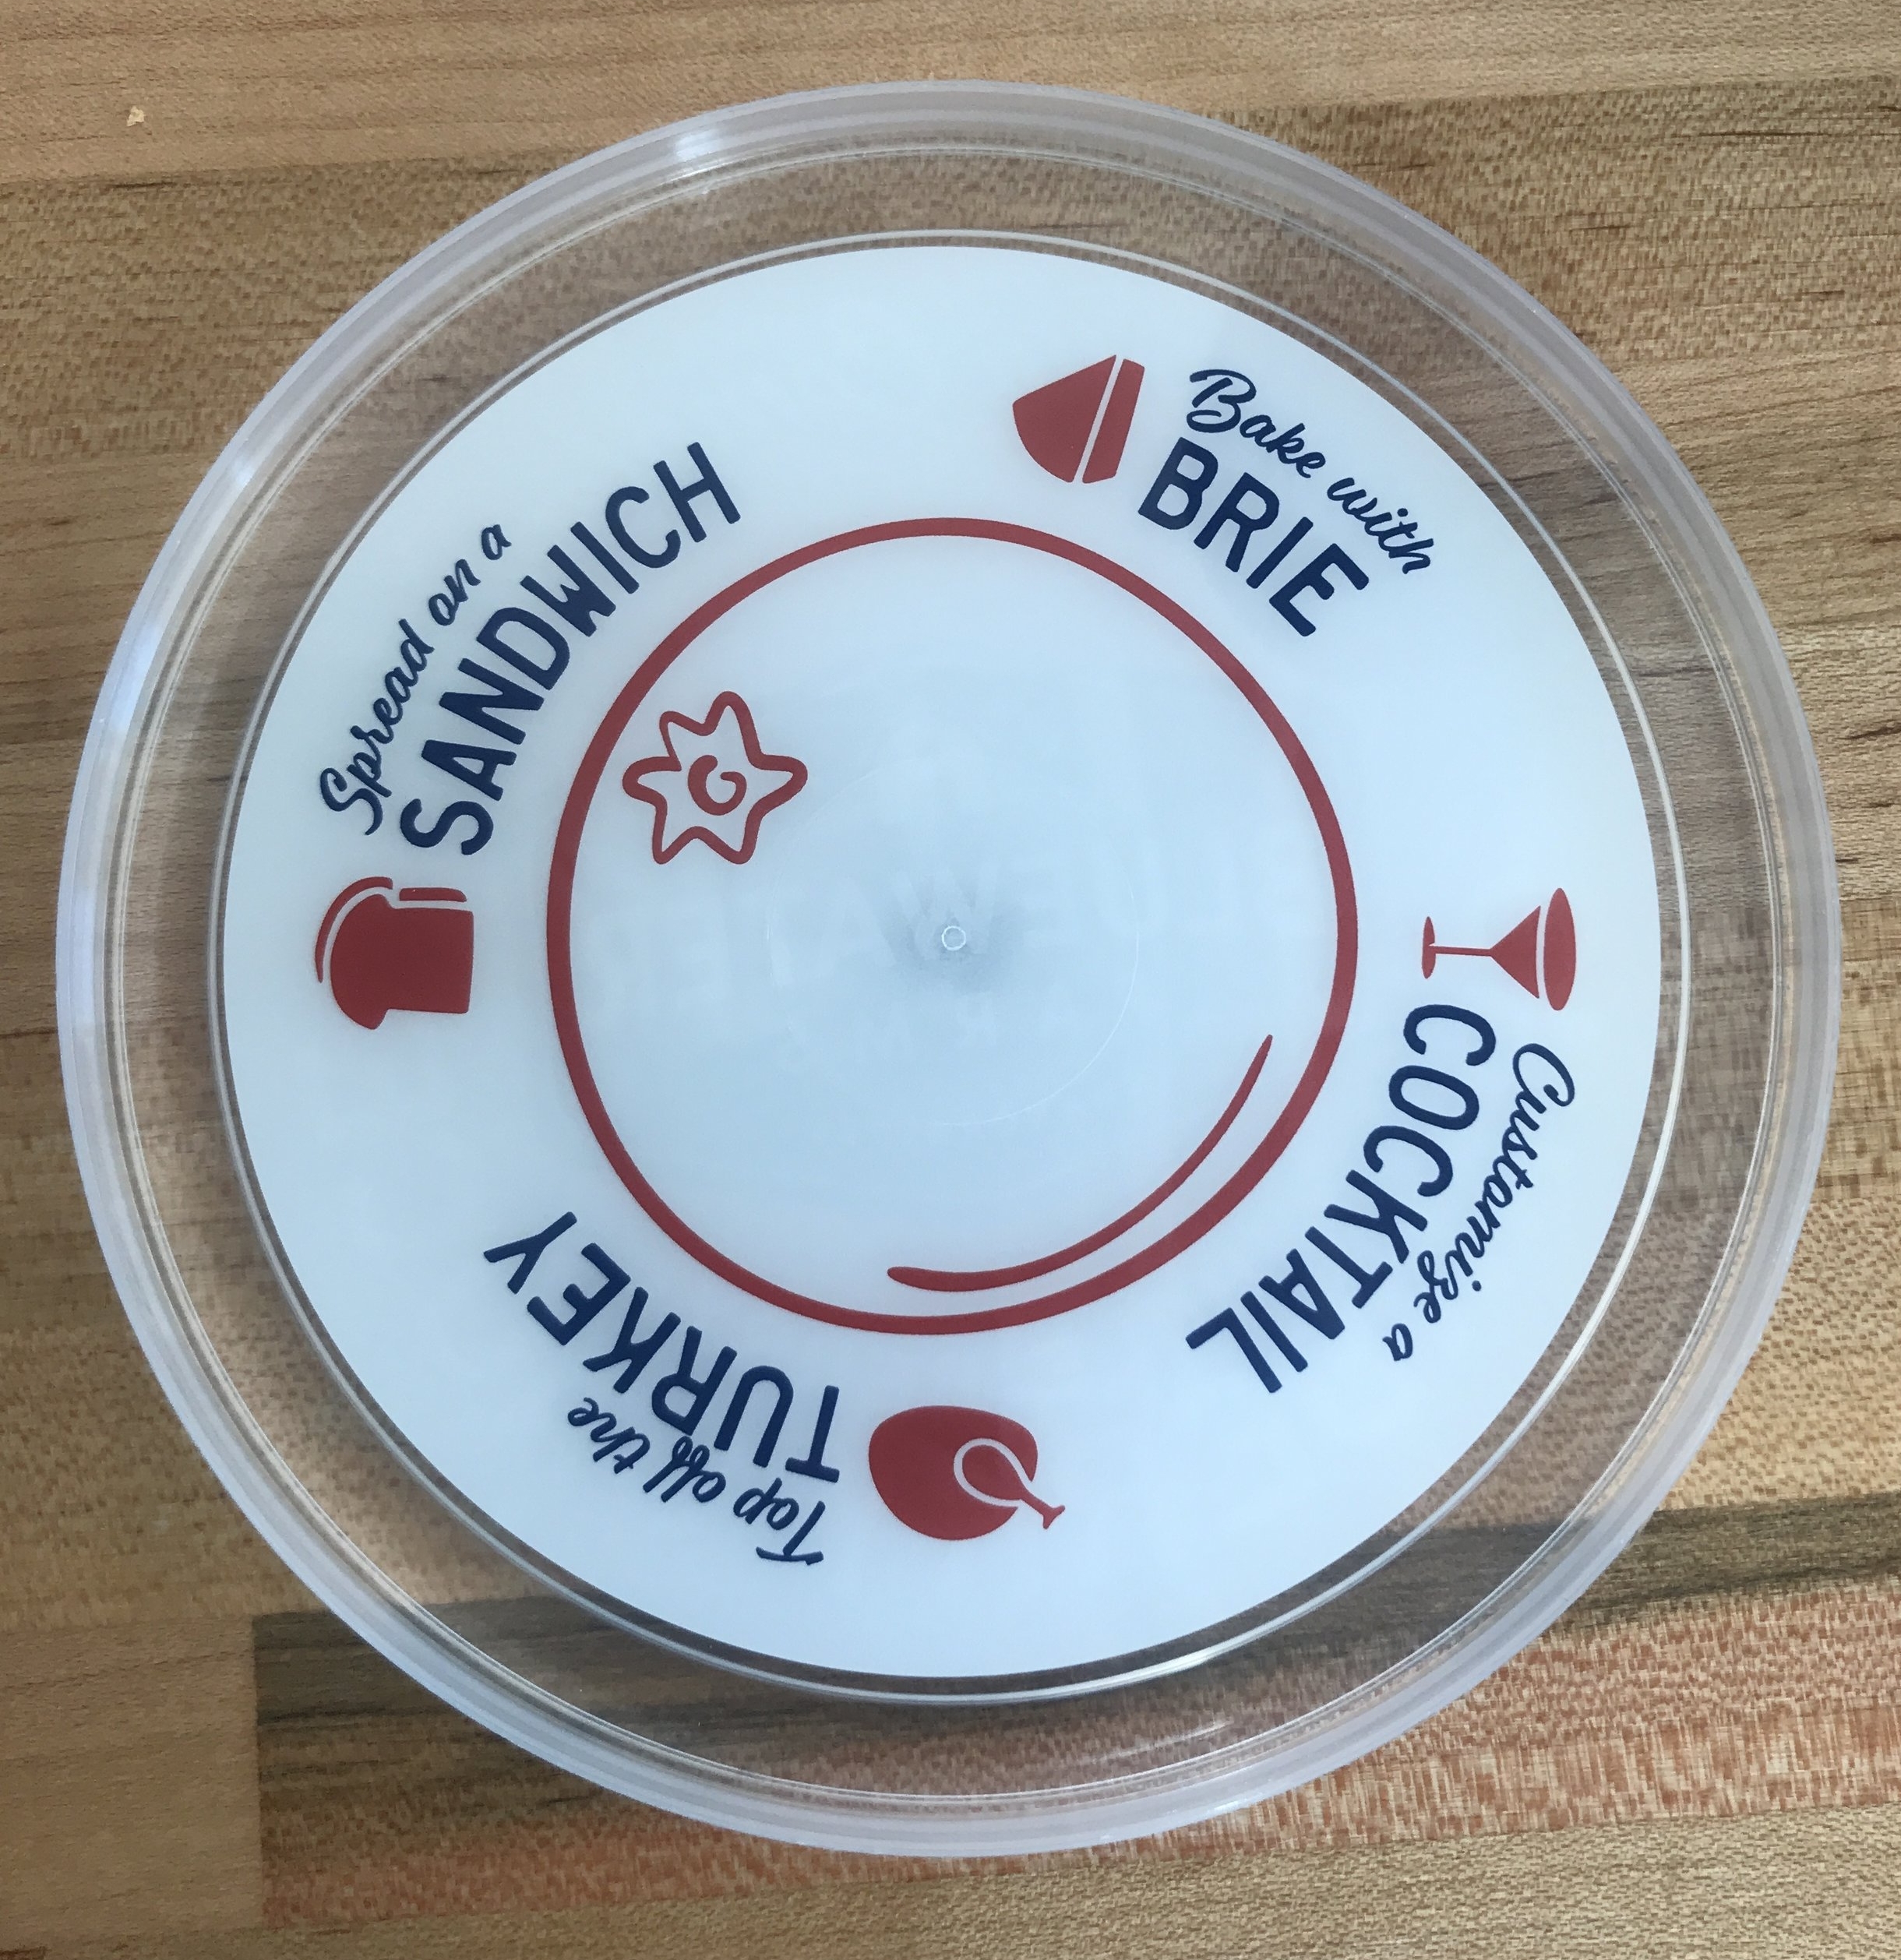 Bake with
BRIE
Customize a
COCKTAIL
Top off the
TURKEY
Spread on a
SANDWICH